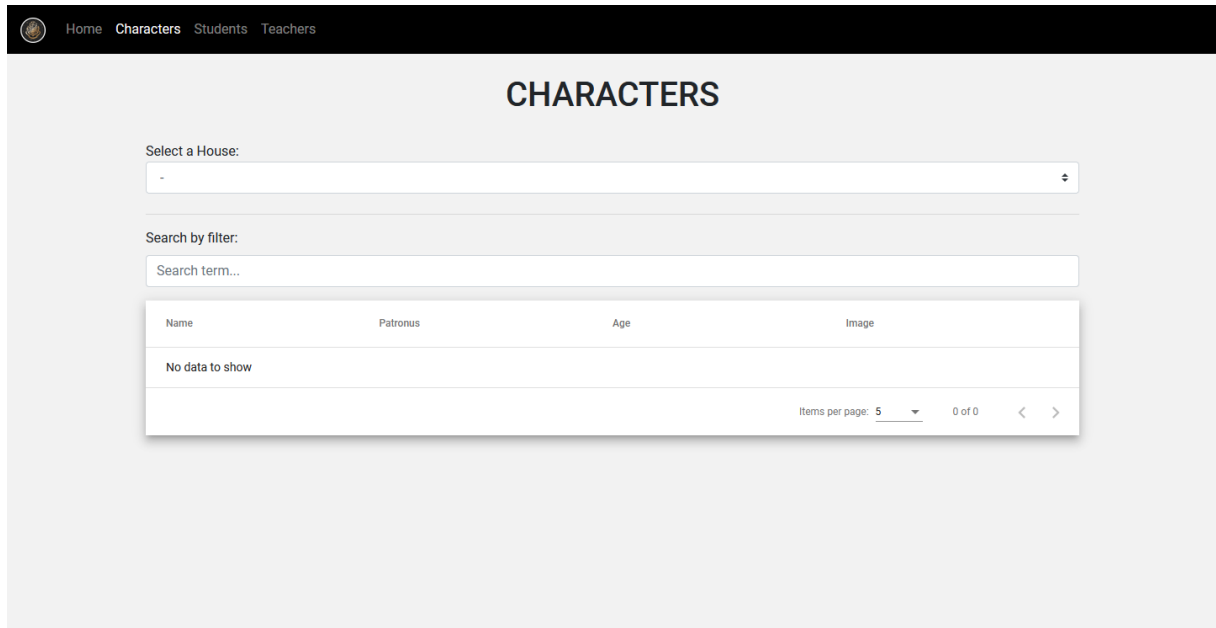 Home Characters Students Teachers
CHARACTERS
Select a House:
-
Search by filter:
Search term...
Name Patronus Age Image
No data to show
Items per page: 5 0 of 0